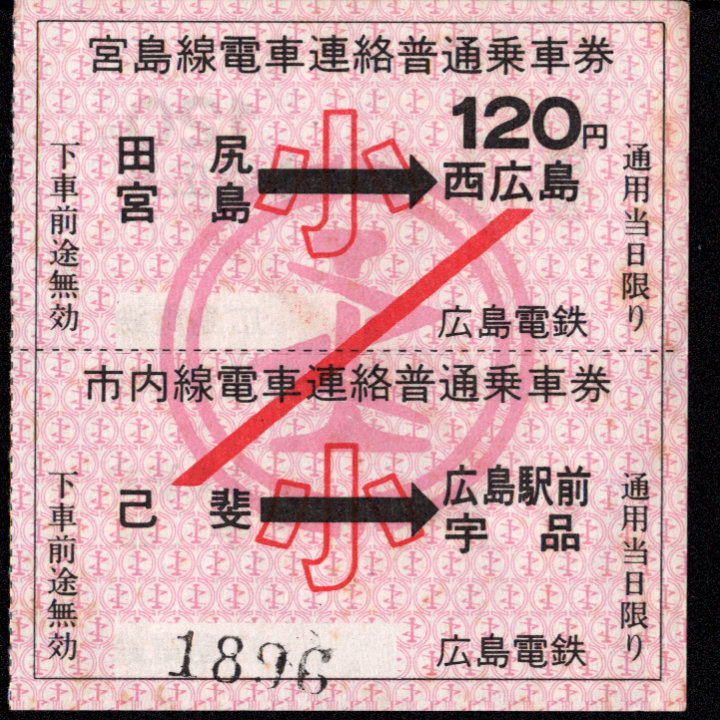 宮島線電車連絡普通乗車券
120円
田尻
宮島
小
西広島
下車前途無効
通用当日限り
広島電鉄
市内線電車連絡普通乗車券
己斐
小
広島駅前
宇品
下車前途無効
通用当日限り
1896
広島電鉄